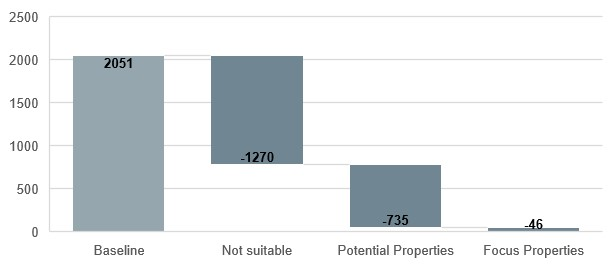 2500
2000
2051
1500
1000
-1270
500
-735
-46
0
Baseline
Not suitable
Potential Properties
Focus Properties